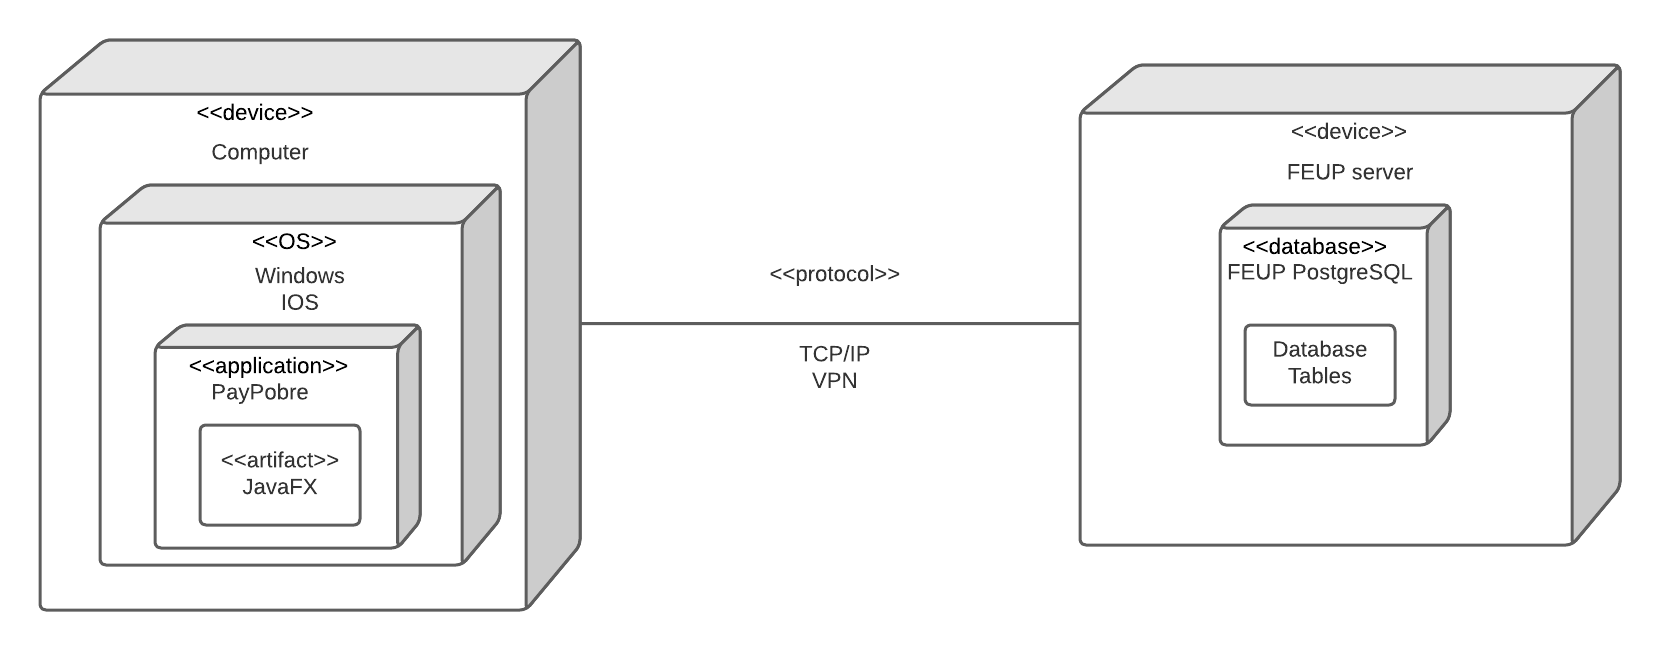 <<device>>
Computer
<<OS>>
Windows
IOS
<<application>>
PayPobre
<<artifact>>
JavaFX
<<protocol>>
TCP/IP
VPN
<<device>>
FEUP server
<<database>>
FEUP PostgreSQL
Database
Tables